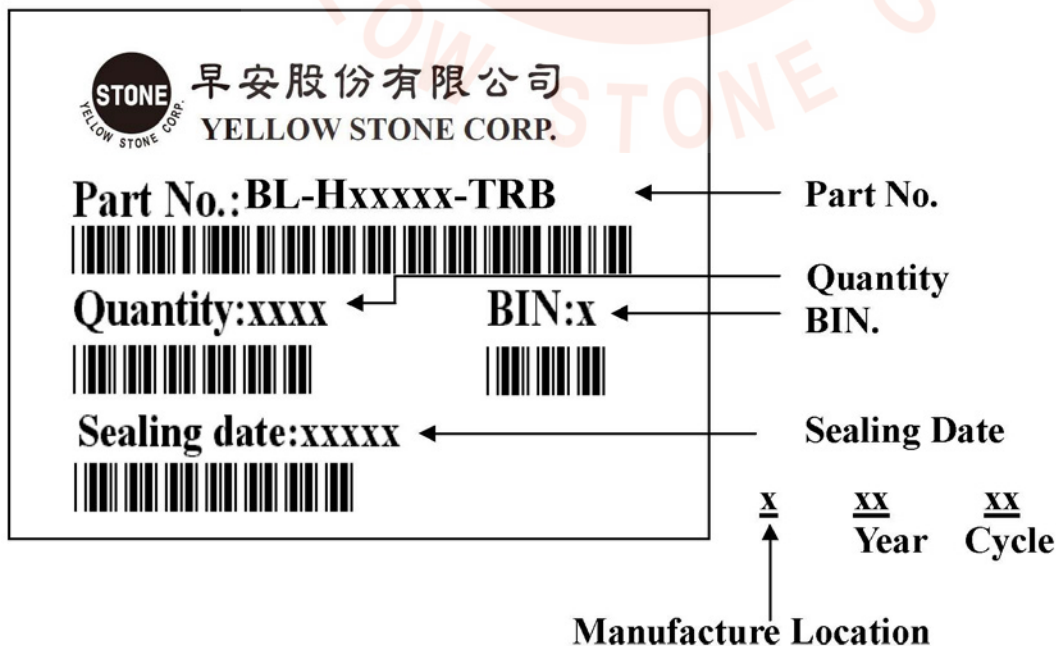 STONE
YELLOW STONE CORP.
早安股份有限公司
YELLOW STONE CORP.
Part No.:BL-Hxxxxx-TRB
Part No.
Quantity:xxxx
BIN:x
Quantity
BIN.
Sealing date:xxxxx
Sealing Date
x xx xx
Year Cycle
Manufacture Location
OW STONE